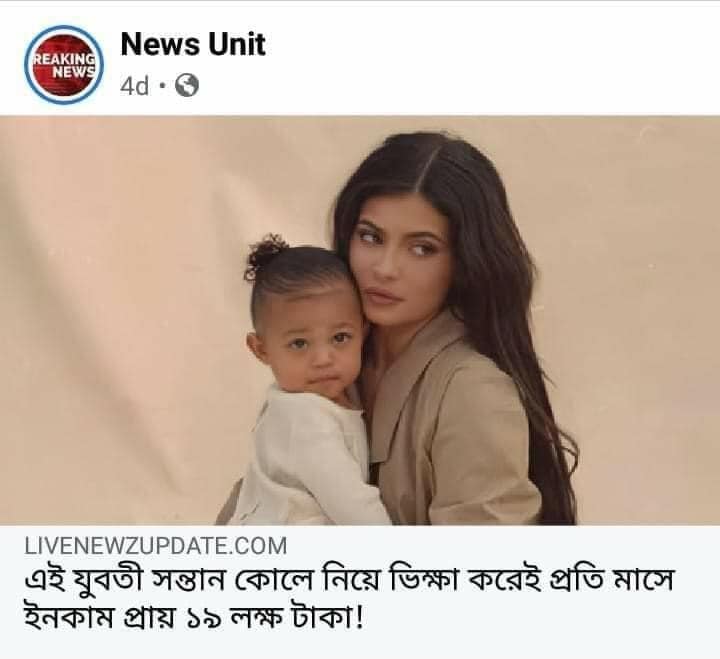 REAKING
NEWS
News Unit
4d •
LIVENEWZUPDATE.COM
এই যুবতী সন্তান কোলে নিয়ে ভিক্ষা করেই প্রতি মাসে
ইনকাম প্রায় ১৯ লক্ষ টাকা!